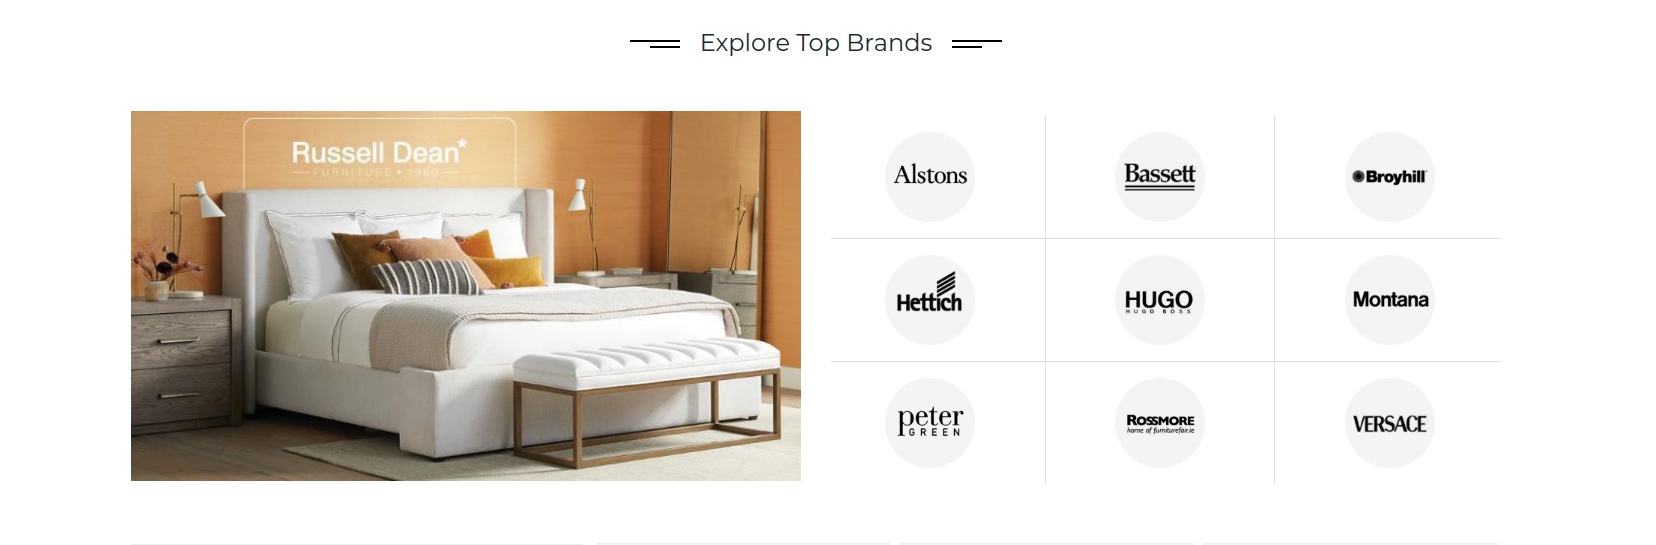 Explore Top Brands
Russell Dean
FURNITURE • 1980
Alstons
Bassett
Broyhill
Hettich
HUGO
HUGO BOSS
Montana
peter
GREEN
ROSSMORE
home of furniturefair.ie
VERSACE